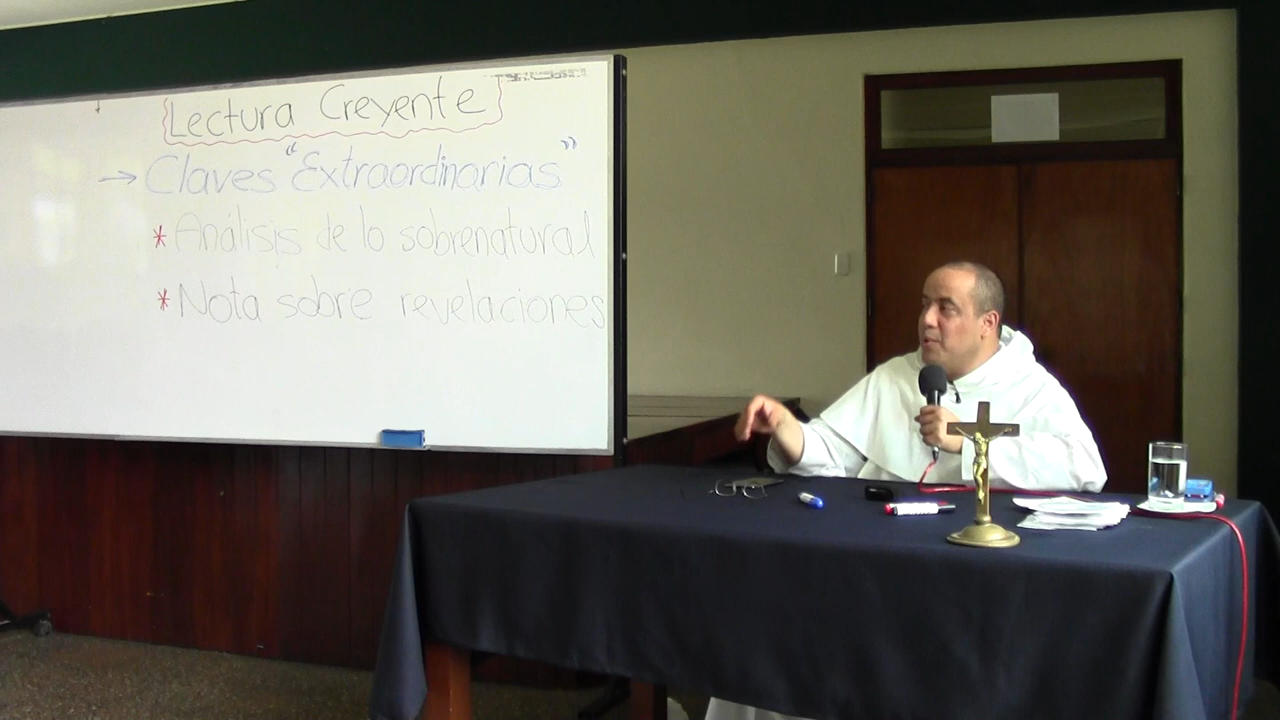 Lectura Creyente
→ Claves "Extraordinarias"
* Análisis de lo sobrenatural
* Nota sobre revelaciones